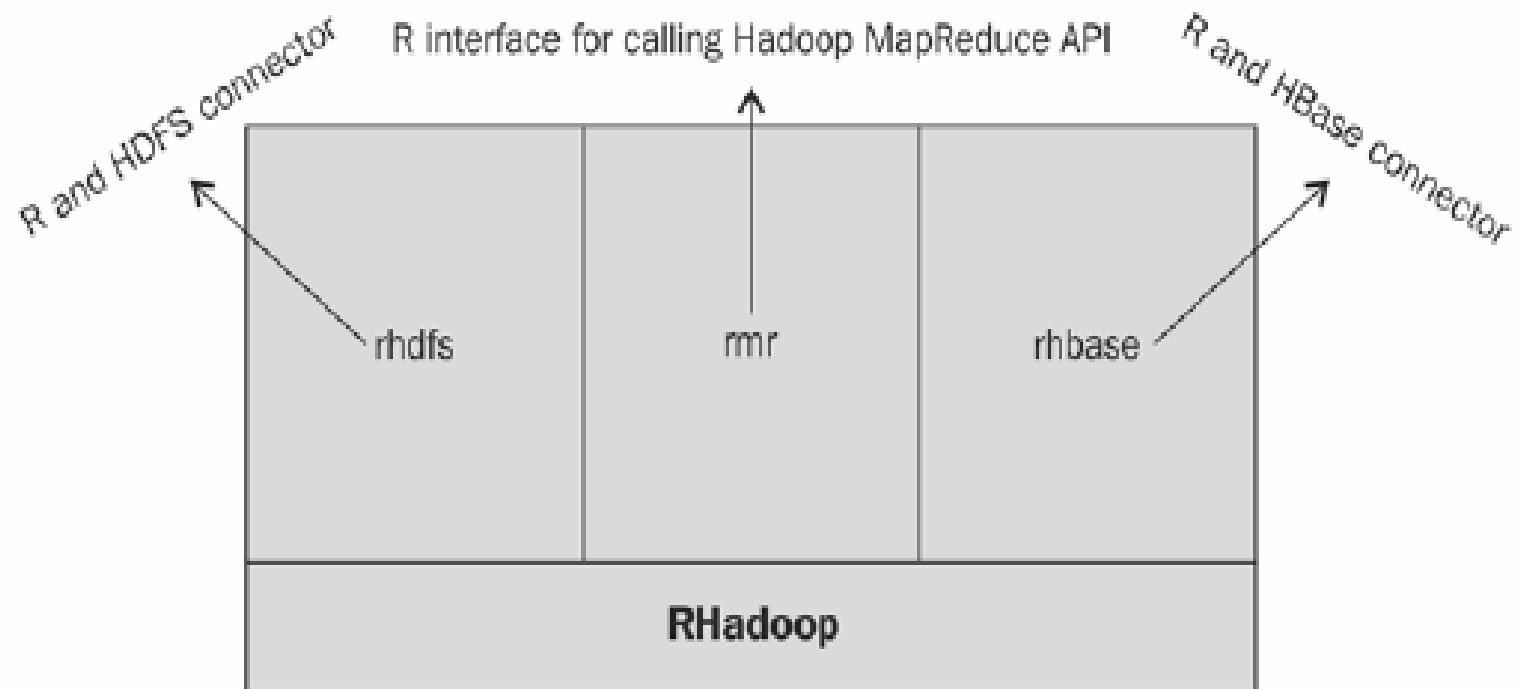 R and HDFS connector
R interface for calling Hadoop MapReduce API
R and HBase connector
rhdfs
rmr
rhbase
RHadoop